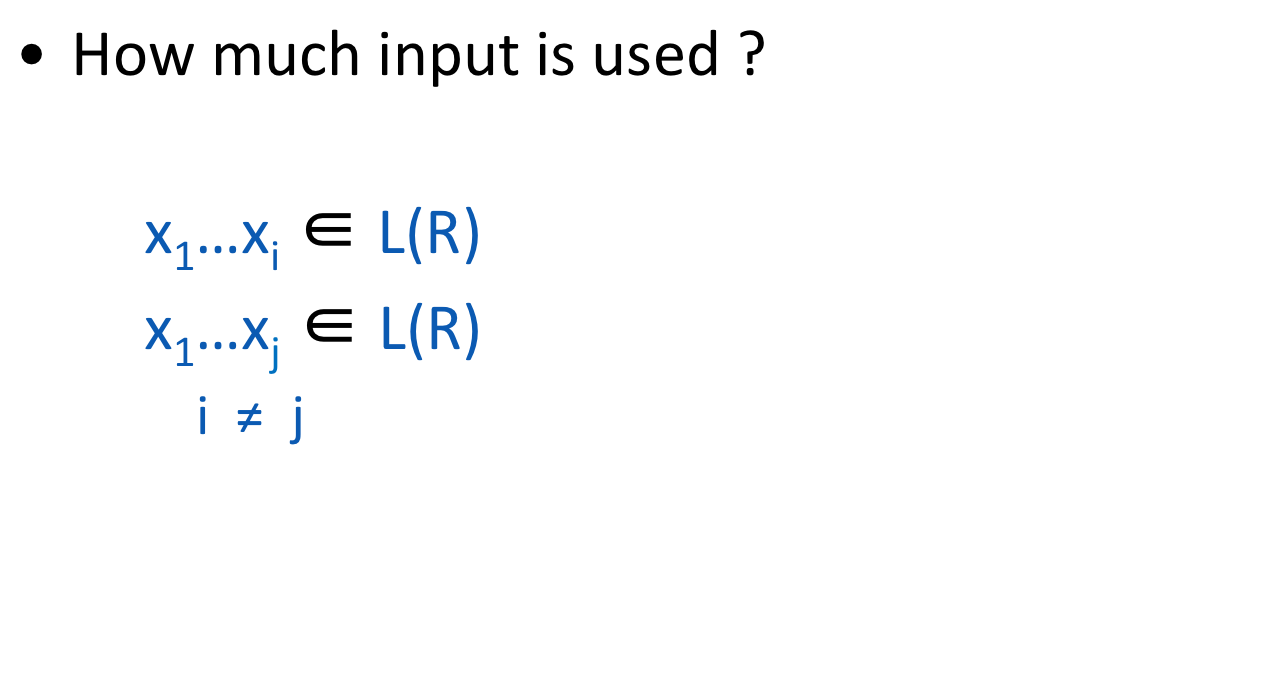 • How much input is used ?
x₁...xᵢ ∈ L(R)
x₁...xⱼ ∈ L(R)
i ≠ j